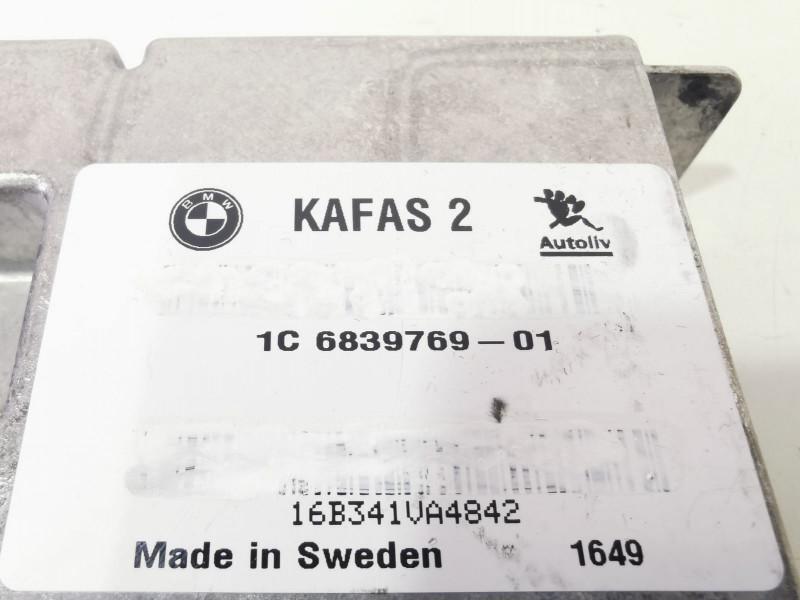 BMW KAFAS 2 Autoliv
1C 6839769-01
16B341VA4842
Made in Sweden 1649